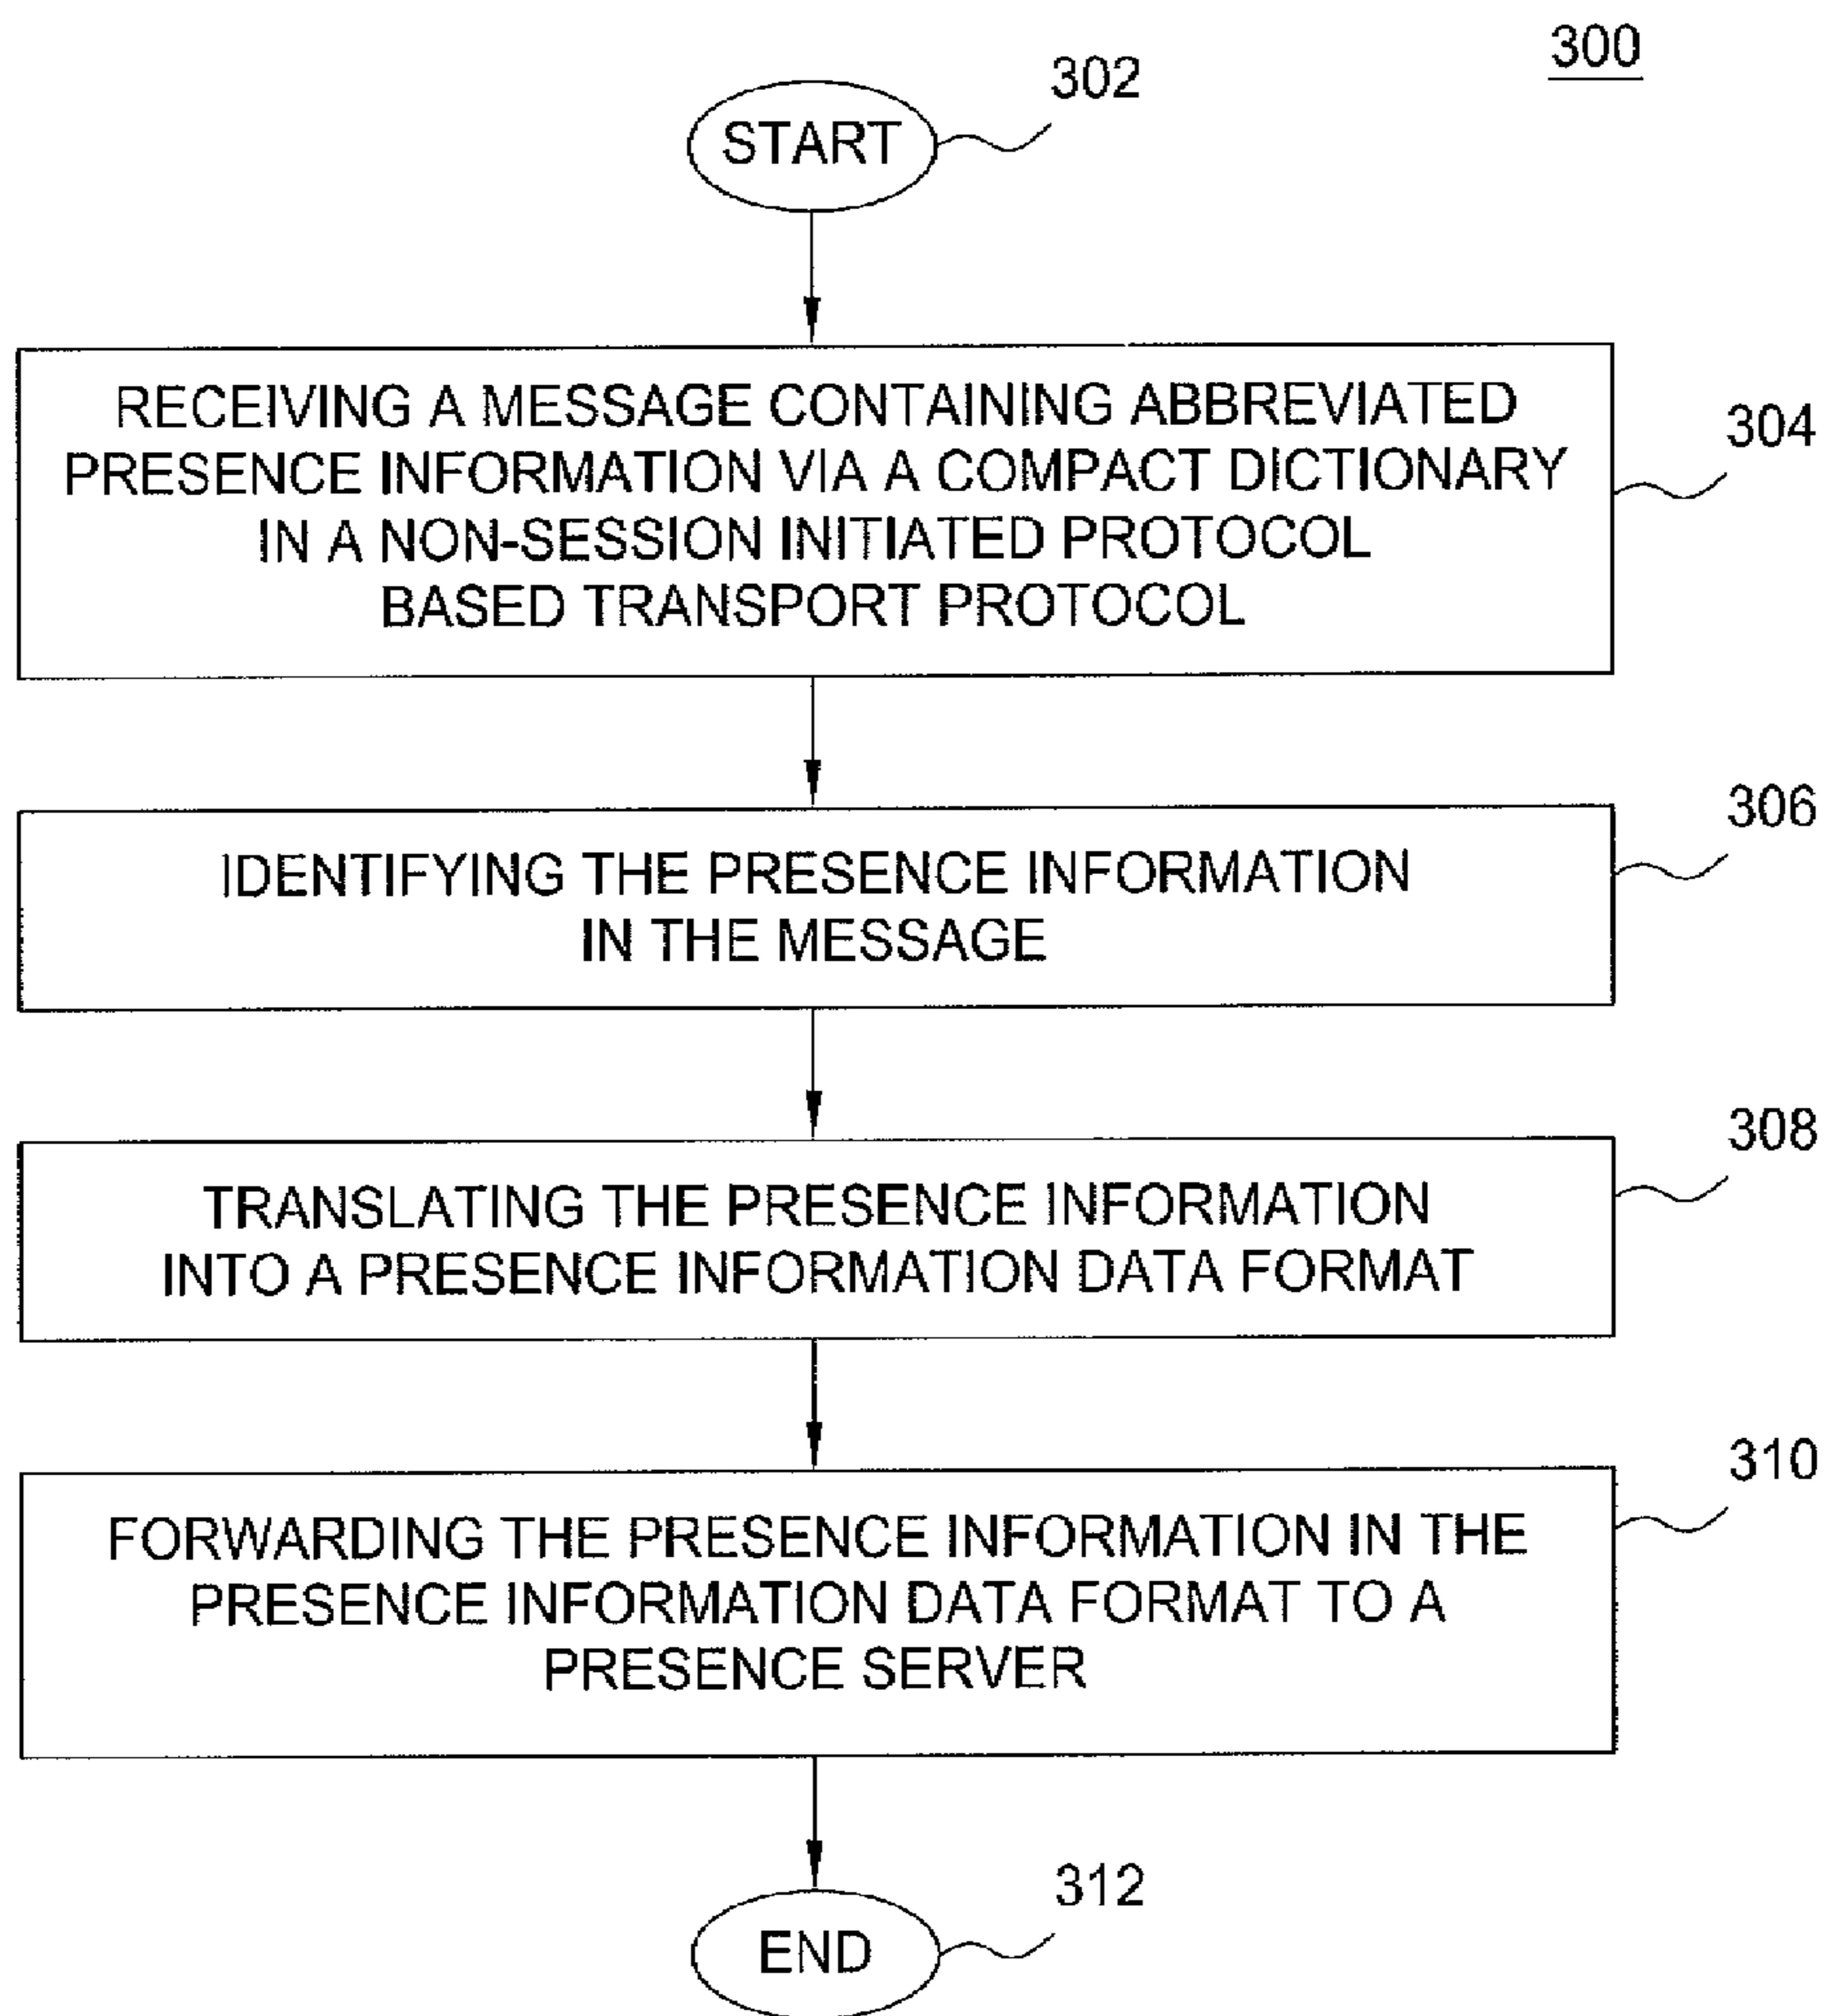 300
302
START
RECEIVING A MESSAGE CONTAINING ABBREVIATED
PRESENCE INFORMATION VIA A COMPACT DICTIONARY
IN A NON-SESSION INITIATED PROTOCOL
BASED TRANSPORT PROTOCOL
304
IDENTIFYING THE PRESENCE INFORMATION
IN THE MESSAGE
306
TRANSLATING THE PRESENCE INFORMATION
INTO A PRESENCE INFORMATION DATA FORMAT
308
FORWARDING THE PRESENCE INFORMATION IN THE
PRESENCE INFORMATION DATA FORMAT TO A
PRESENCE SERVER
310
END
312